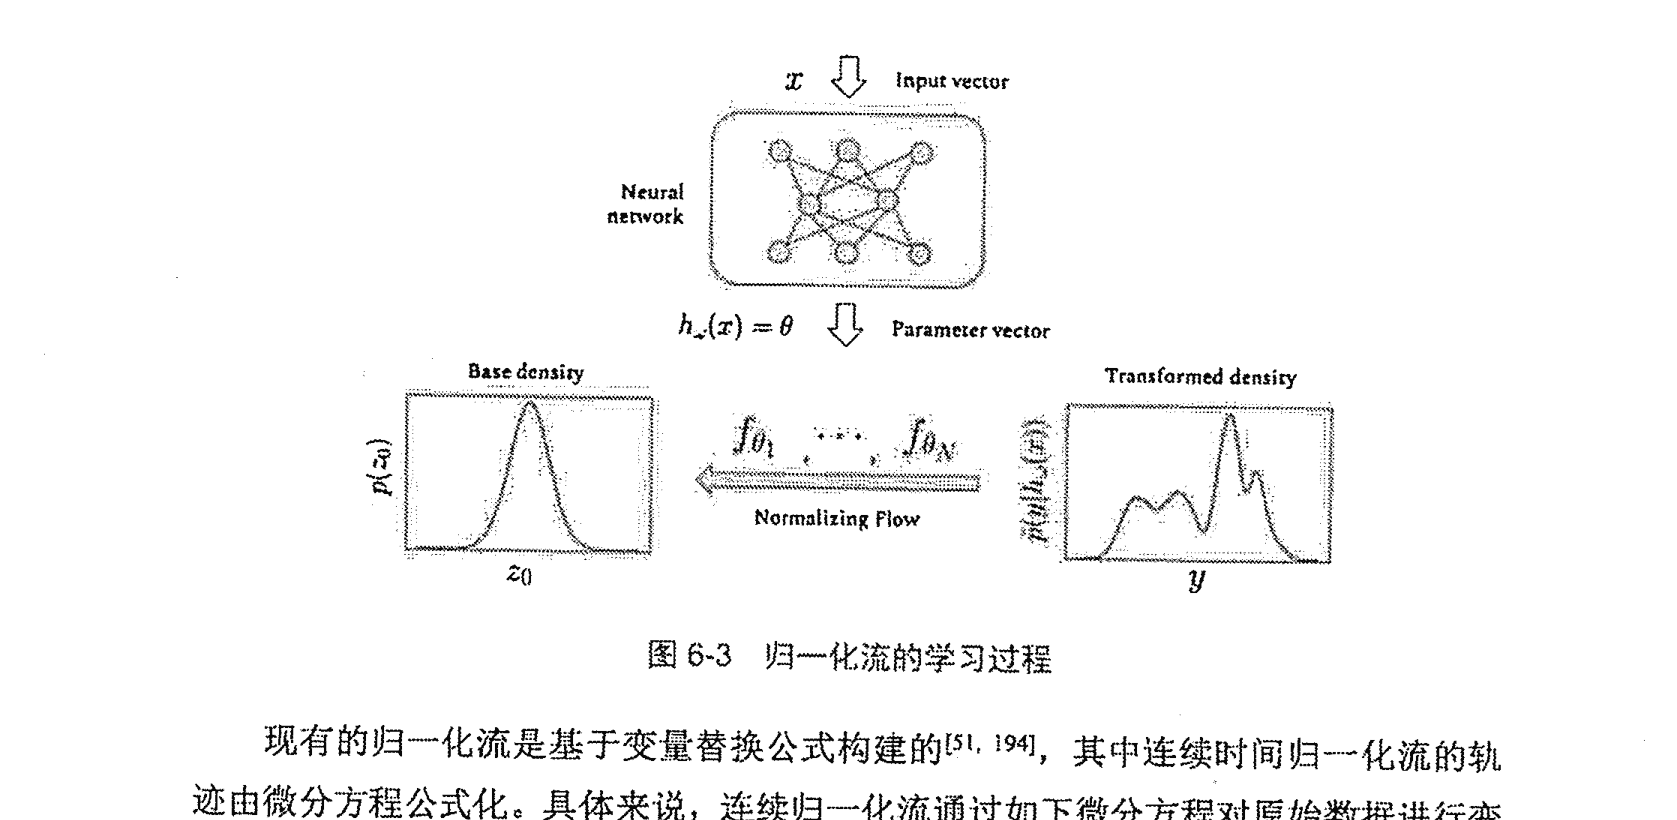 x Input vector
Neural
network
h_ω(x) = θ Parameter vector
Base density
Transformed density
p(z₀)
f_θ₁ ... f_θ_N
p(y|h_ω(x))
Normalizing Flow
z₀
y
图 6-3 归一化流的学习过程
现有的归一化流是基于变量替换公式构建的[51, 194]，其中连续时间归一化流的轨
迹由微分方程公式化。具体来说，连续归一化流通过如下微分方程对原始数据进行变